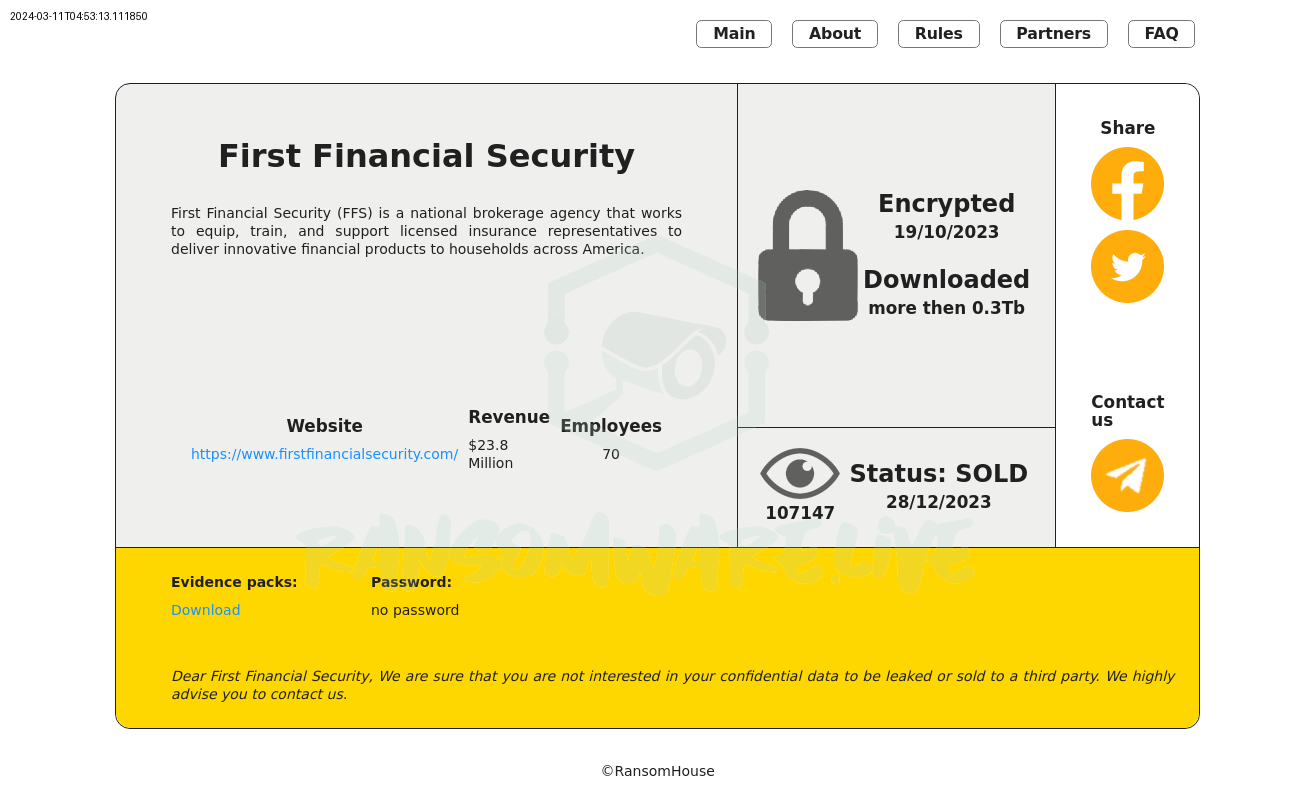 2024-03-11T04:53:13.111850
Main About Rules Partners FAQ
First Financial Security
First Financial Security (FFS) is a national brokerage agency that works
to equip, train, and support licensed insurance representatives to
deliver innovative financial products to households across America.
Website
https://www.firstfinancialsecurity.com/
Revenue
$23.8
Million
Employees
70
Encrypted
19/10/2023
Downloaded
more then 0.3Tb
107147
Status: SOLD
28/12/2023
Share
Contact
us
RANSOMWARE.LIVE
Evidence packs:
Download
Password:
no password
Dear First Financial Security, We are sure that you are not interested in your confidential data to be leaked or sold to a third party. We highly
advise you to contact us.
©RansomHouse